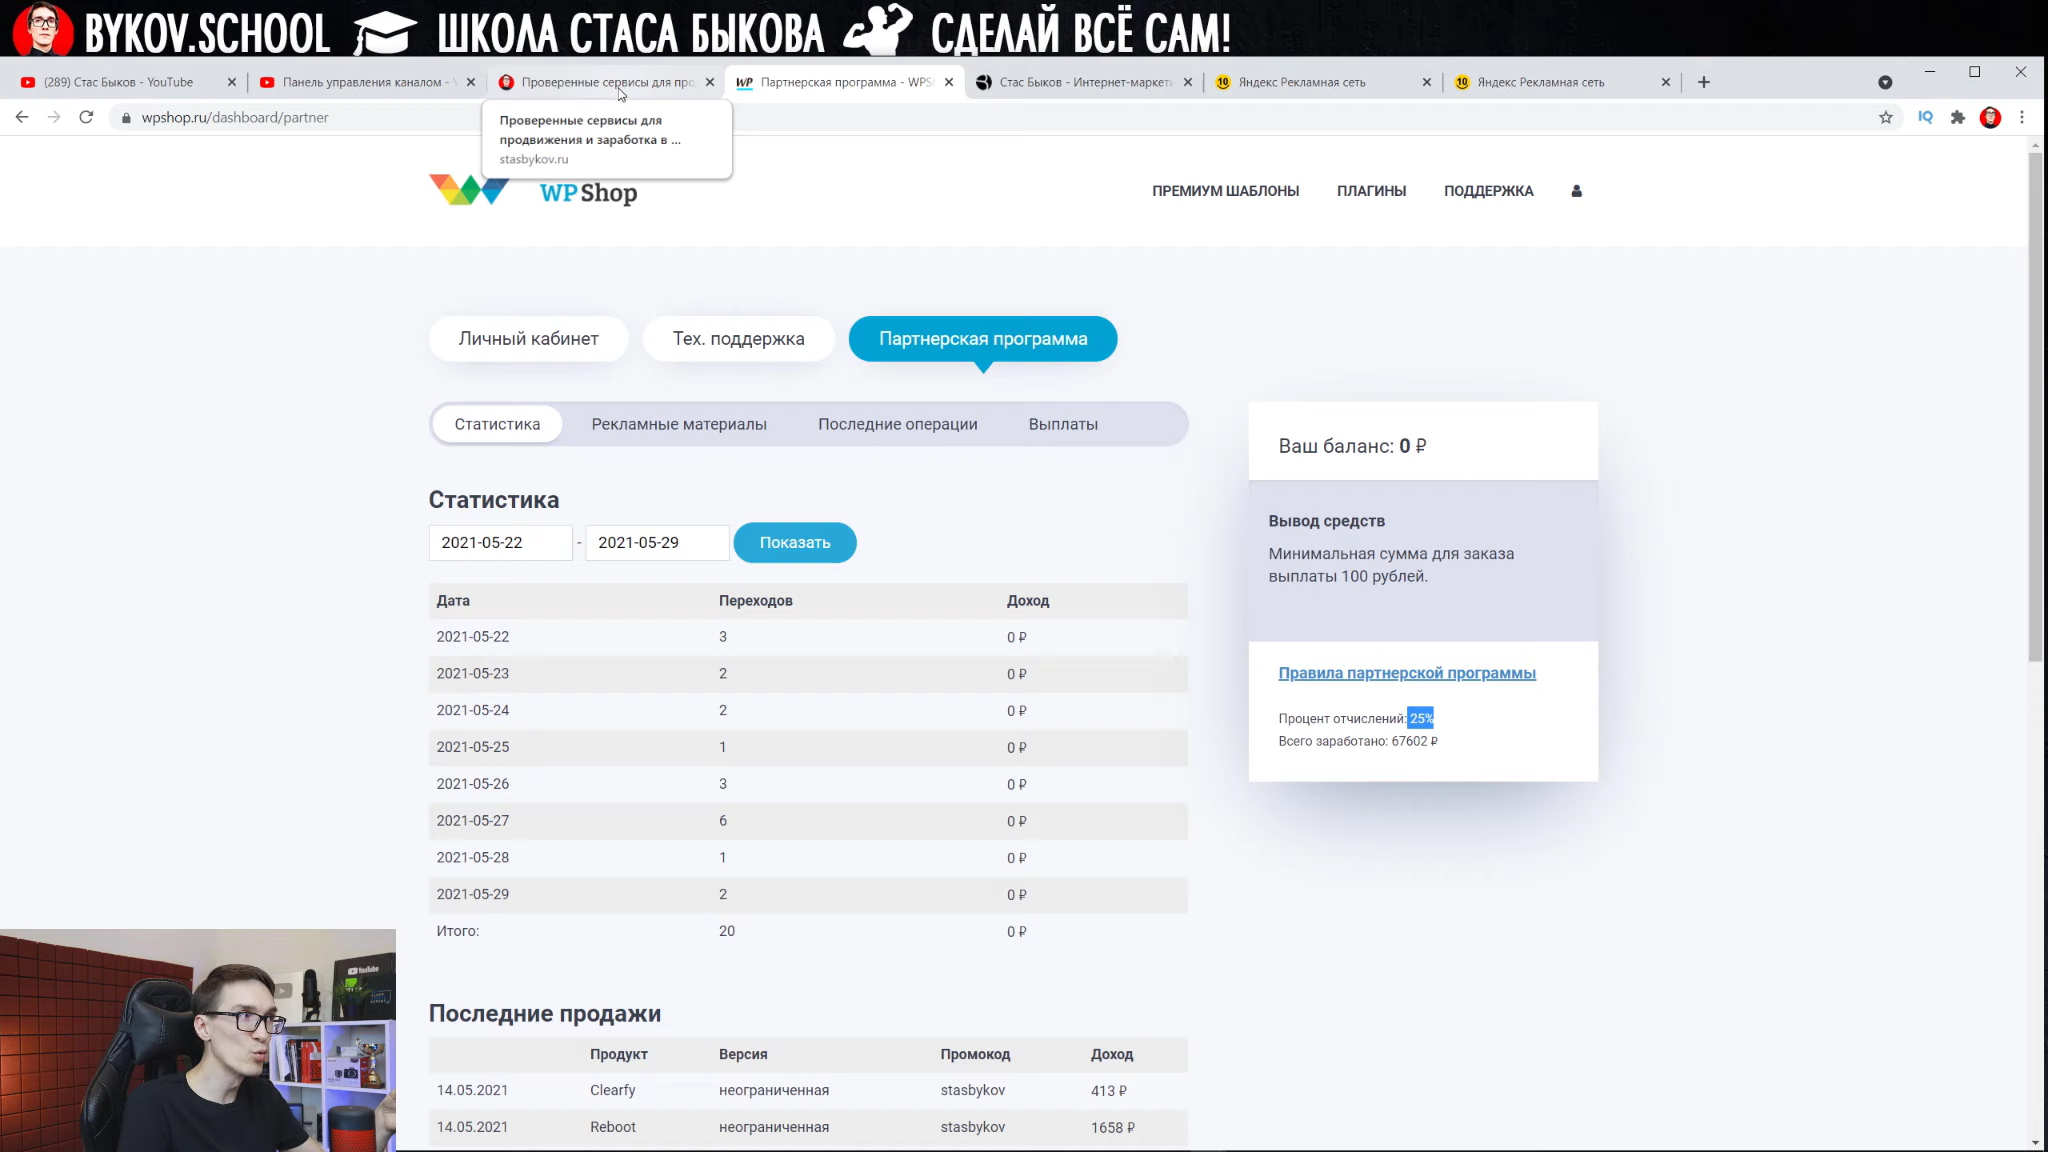 BYKOV.SCHOOL ШКОЛА СТАСА БЫКОВА СДЕЛАЙ ВСЁ САМ!
(289) Стас Быков - YouTube
Панель управления каналом -
Проверенные сервисы для про
Партнерская программа - WPS
Стас Быков - Интернет-маркети
10 Яндекс Рекламная сеть
10 Яндекс Рекламная сеть
wpshop.ru/dashboard/partner
IQ
Проверенные сервисы для
продвижения и заработка в ...
stasbykov.ru
WPShop
ПРЕМИУМ ШАБЛОНЫ
ПЛАГИНЫ
ПОДДЕРЖКА
Личный кабинет
Тех. поддержка
Партнерская программа
Статистика
Рекламные материалы
Последние операции
Выплаты
Ваш баланс: 0 ₽
Вывод средств
Минимальная сумма для заказа
выплаты 100 рублей.
Правила партнерской программы
Процент отчислений: 25%
Всего заработано: 67602 ₽
Статистика
2021-05-22 - 2021-05-29 Показать
Дата Переходов Доход
2021-05-22 3 0 ₽
2021-05-23 2 0 ₽
2021-05-24 2 0 ₽
2021-05-25 1 0 ₽
2021-05-26 3 0 ₽
2021-05-27 6 0 ₽
2021-05-28 1 0 ₽
2021-05-29 2 0 ₽
Итого: 20 0 ₽
Последние продажи
Продукт Версия Промокод Доход
14.05.2021 Clearfy неограниченная stasbykov 413 ₽
14.05.2021 Reboot неограниченная stasbykov 1658 ₽
YouTube